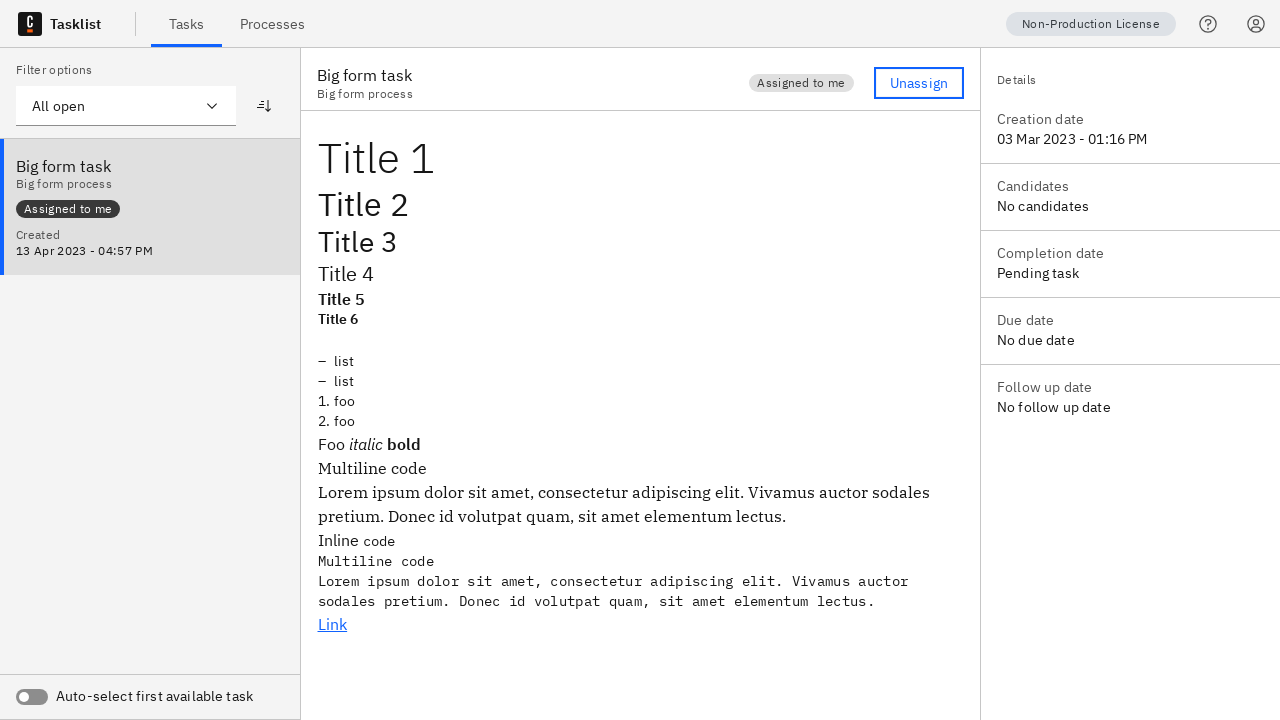 C Tasklist Tasks Processes Non-Production License
Filter options
All open
Big form task
Big form process
Assigned to me
Created
13 Apr 2023 - 04:57 PM
Auto-select first available task
Big form task
Big form process
Assigned to me
Unassign
Title 1
Title 2
Title 3
Title 4
Title 5
Title 6
– list
– list
1. foo
2. foo
Foo italic bold
Multiline code
Lorem ipsum dolor sit amet, consectetur adipiscing elit. Vivamus auctor sodales
pretium. Donec id volutpat quam, sit amet elementum lectus.
Inline code
Multiline code
Lorem ipsum dolor sit amet, consectetur adipiscing elit. Vivamus auctor
sodales pretium. Donec id volutpat quam, sit amet elementum lectus.
Link
Details
Creation date
03 Mar 2023 - 01:16 PM
Candidates
No candidates
Completion date
Pending task
Due date
No due date
Follow up date
No follow up date